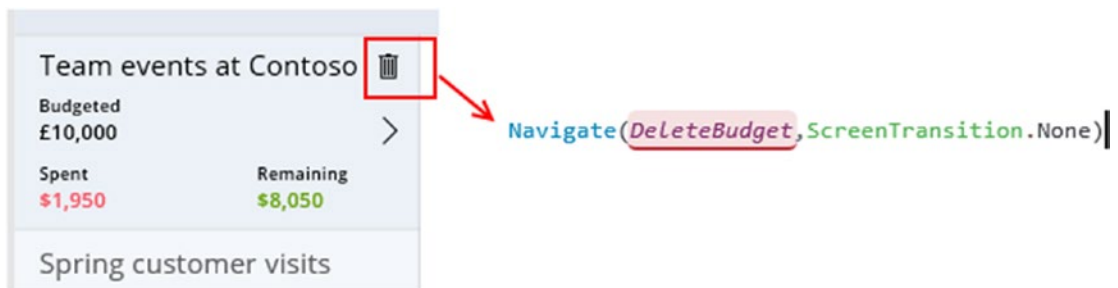 Team events at Contoso
Budgeted
£10,000
Spent Remaining
$1,950 $8,050
Spring customer visits
Navigate(DeleteBudget,ScreenTransition.None)